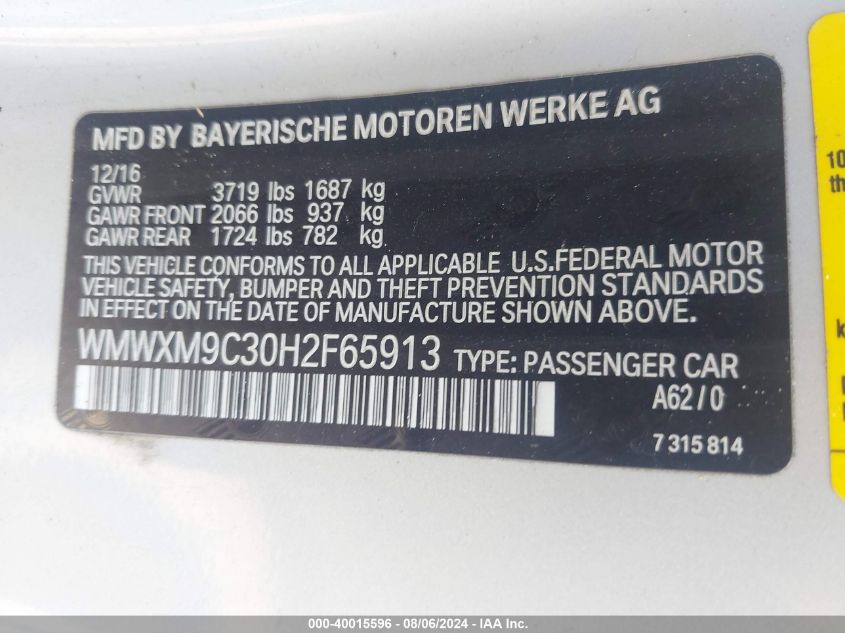 MFD BY BAYERISCHE MOTOREN WERKE AG
12/16
GVWR 3719 lbs 1687 kg
GAWR FRONT 2066 lbs 937 kg
GAWR REAR 1724 lbs 782 kg
THIS VEHICLE CONFORMS TO ALL APPLICABLE U.S.FEDERAL MOTOR
VEHICLE SAFETY, BUMPER AND THEFT PREVENTION STANDARDS
IN EFFECT ON THE DATE OF MANUFACTURE SHOWN ABOVE.
WMWXM9C30H2F65913 TYPE: PASSENGER CAR
A62/0
7 315 814
10
th
k
000-40015596 - 08/06/2024 - IAA Inc.